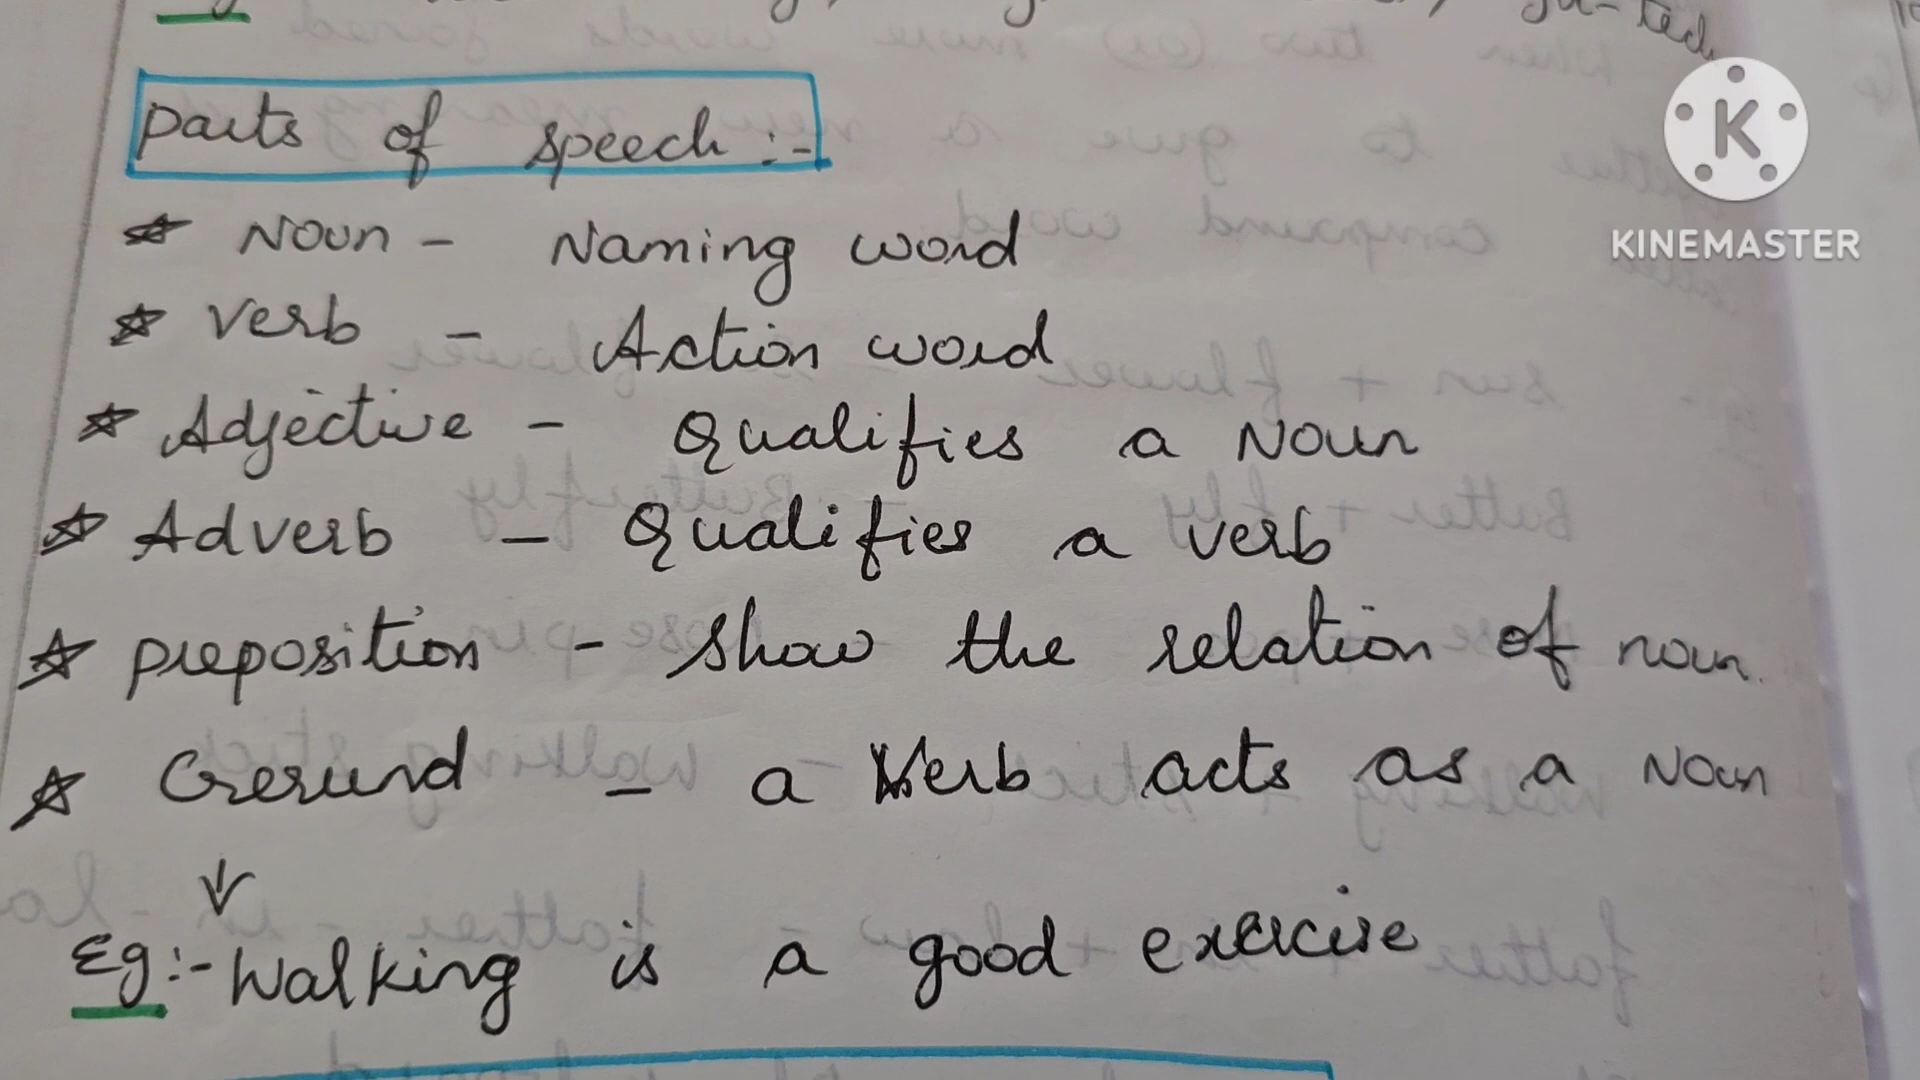 Parts of speech :-
KINEMASTER
Noun - Naming word
Verb - Action word
Adjective - Qualifies a Noun
Adverb - Qualifies a verb
preposition - show the relation of noun.
Gerund - a Verb acts as a Noun
Eg:- Walking is a good exercise